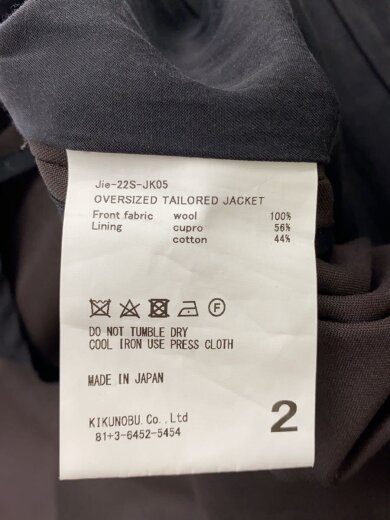 Jie-22S-JK05
OVERSIZED TAILORED JACKET
Front fabric wool 100%
Lining cupro 56%
cotton 44%
F
DO NOT TUMBLE DRY
COOL IRON USE PRESS CLOTH
MADE IN JAPAN
KIKUNOBU.Co.,Ltd
81+3-6452-5454
2